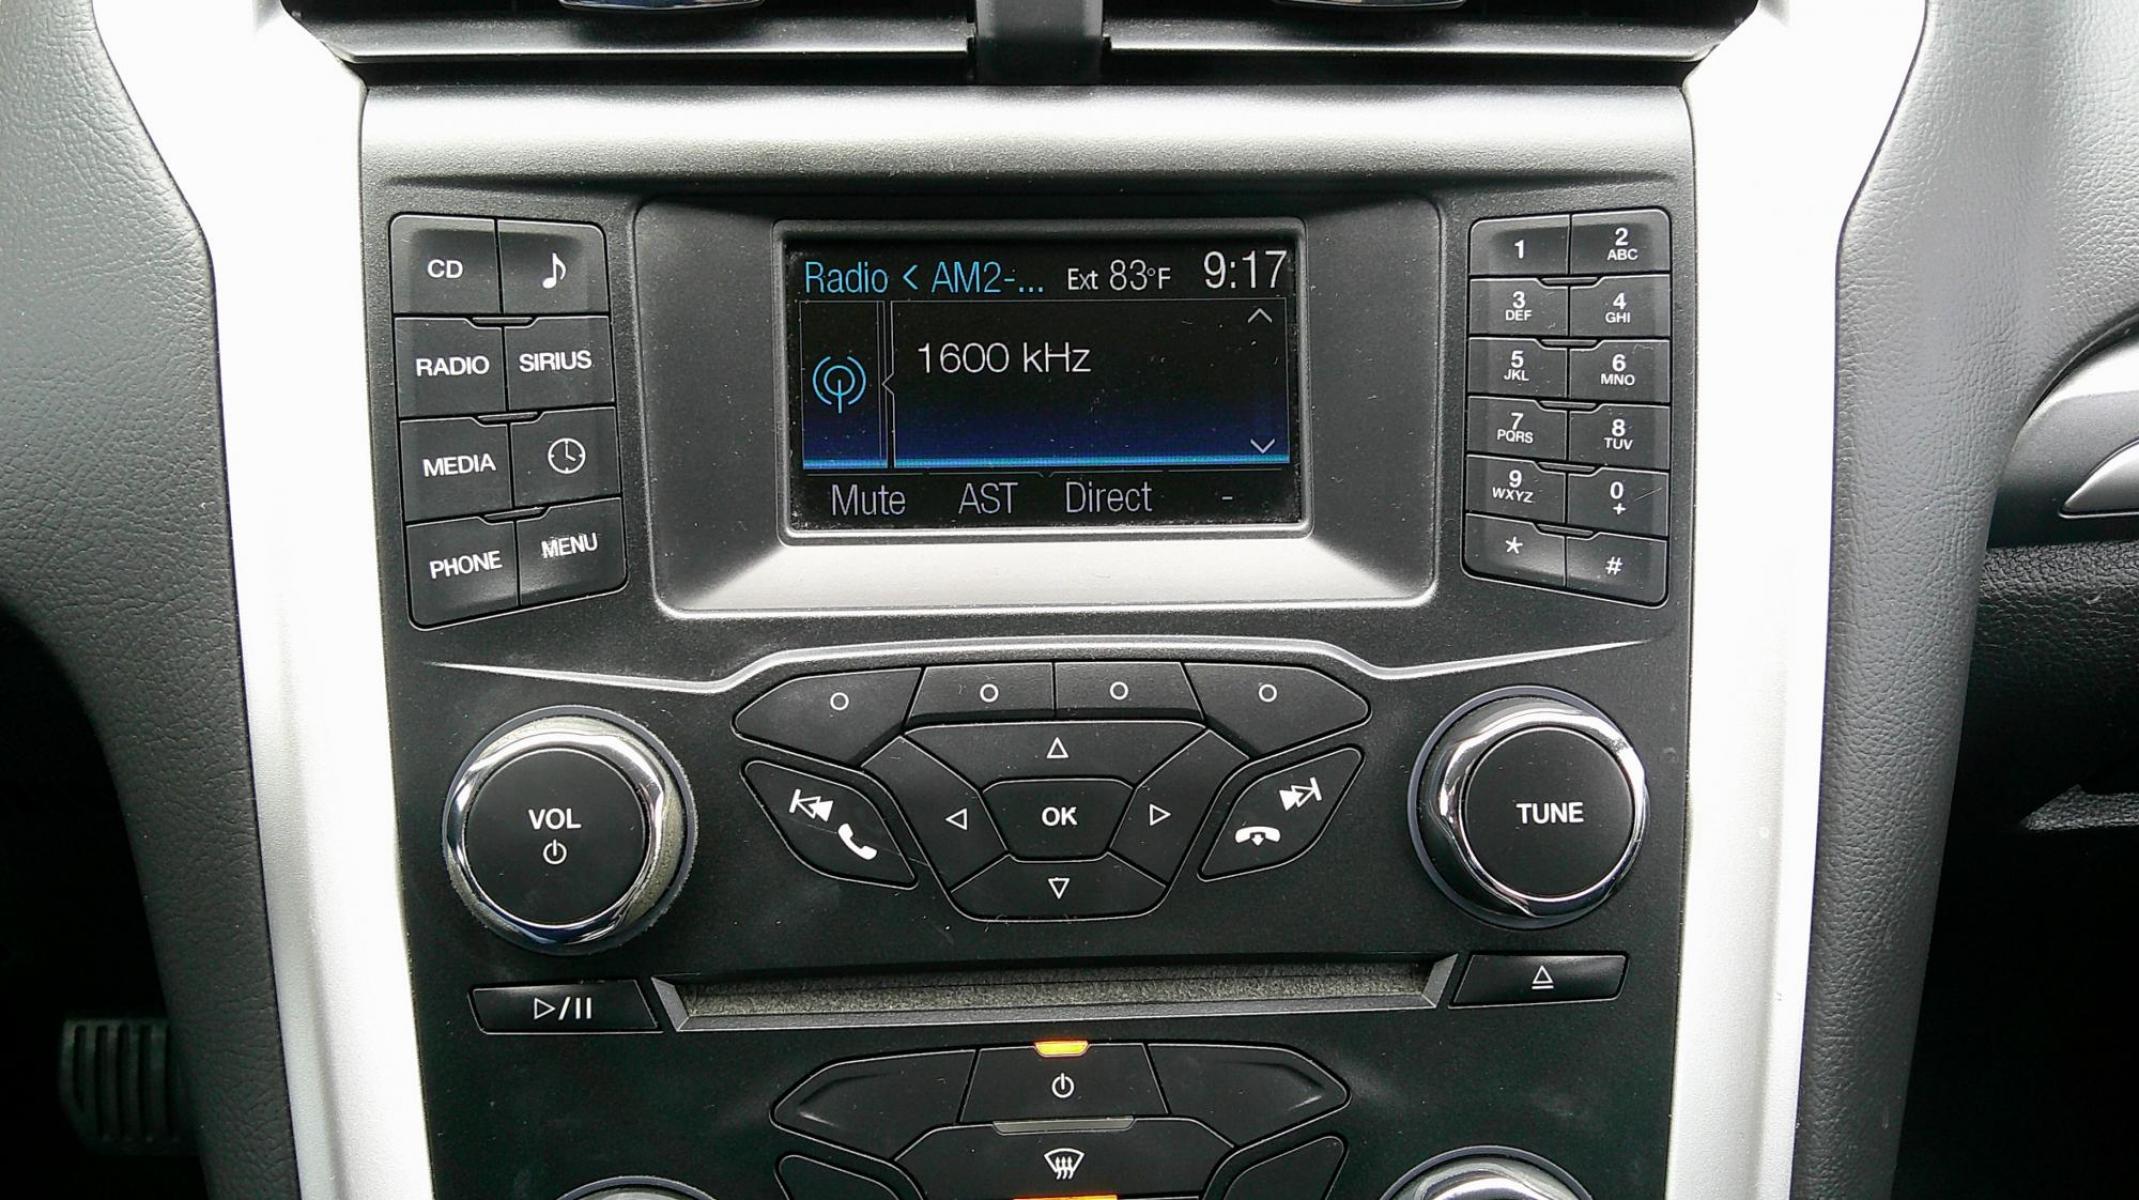 Radio < AM2-... Ext 83°F 9:17
1600 kHz
Mute AST Direct -
CD
RADIO SIRIUS
MEDIA
PHONE MENU
1 2 ABC
3 DEF 4 GHI
5 JKL 6 MNO
7 PQRS 8 TUV
9 WXYZ 0 +
* #
VOL
OK
TUNE